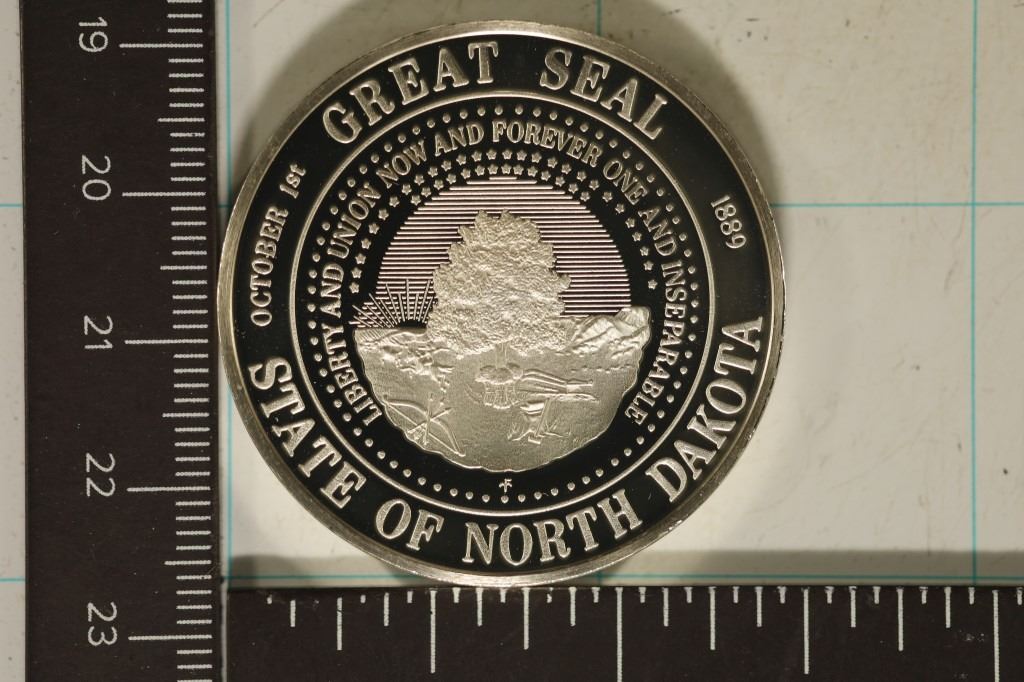 GREAT SEAL
OCTOBER 1st
1889
LIBERTY AND UNION NOW AND FOREVER ONE AND INSEPARABLE
STATE OF NORTH DAKOTA
19
20
21
22
23